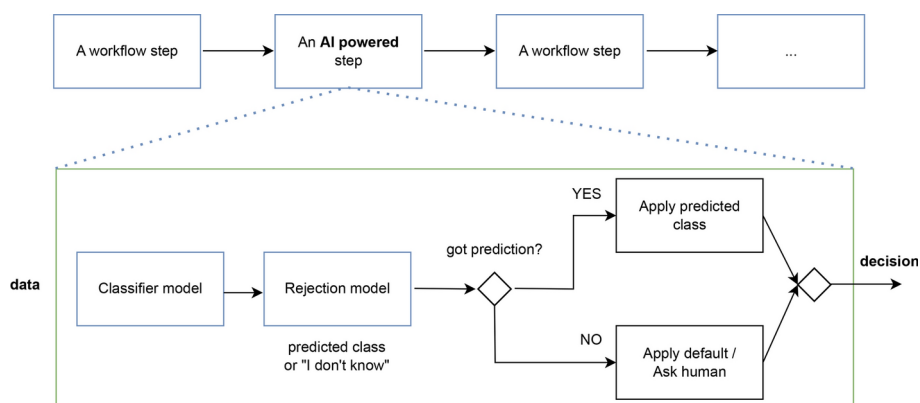 A workflow step
An AI powered
step
A workflow step
...
YES
Apply predicted
class
got prediction?
data
Classifier model
Rejection model
decision
predicted class
or "I don't know"
NO
Apply default /
Ask human